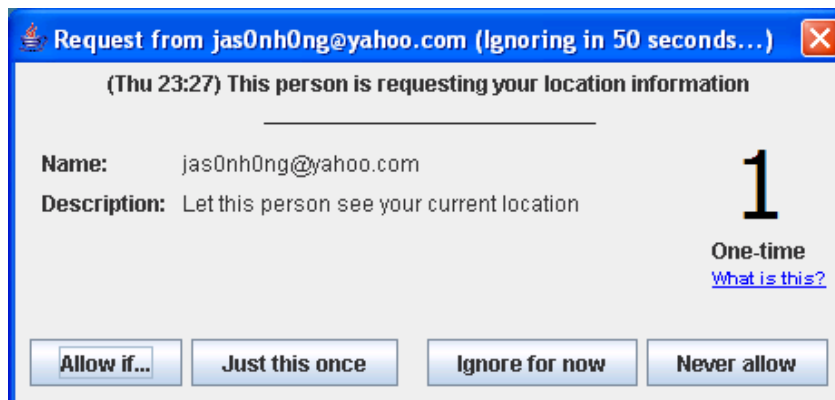 Request from jas0nh0ng@yahoo.com (Ignoring in 50 seconds...)
(Thu 23:27) This person is requesting your location information
Name: jas0nh0ng@yahoo.com
Description: Let this person see your current location
1
One-time
What is this?
Allow if... Just this once Ignore for now Never allow